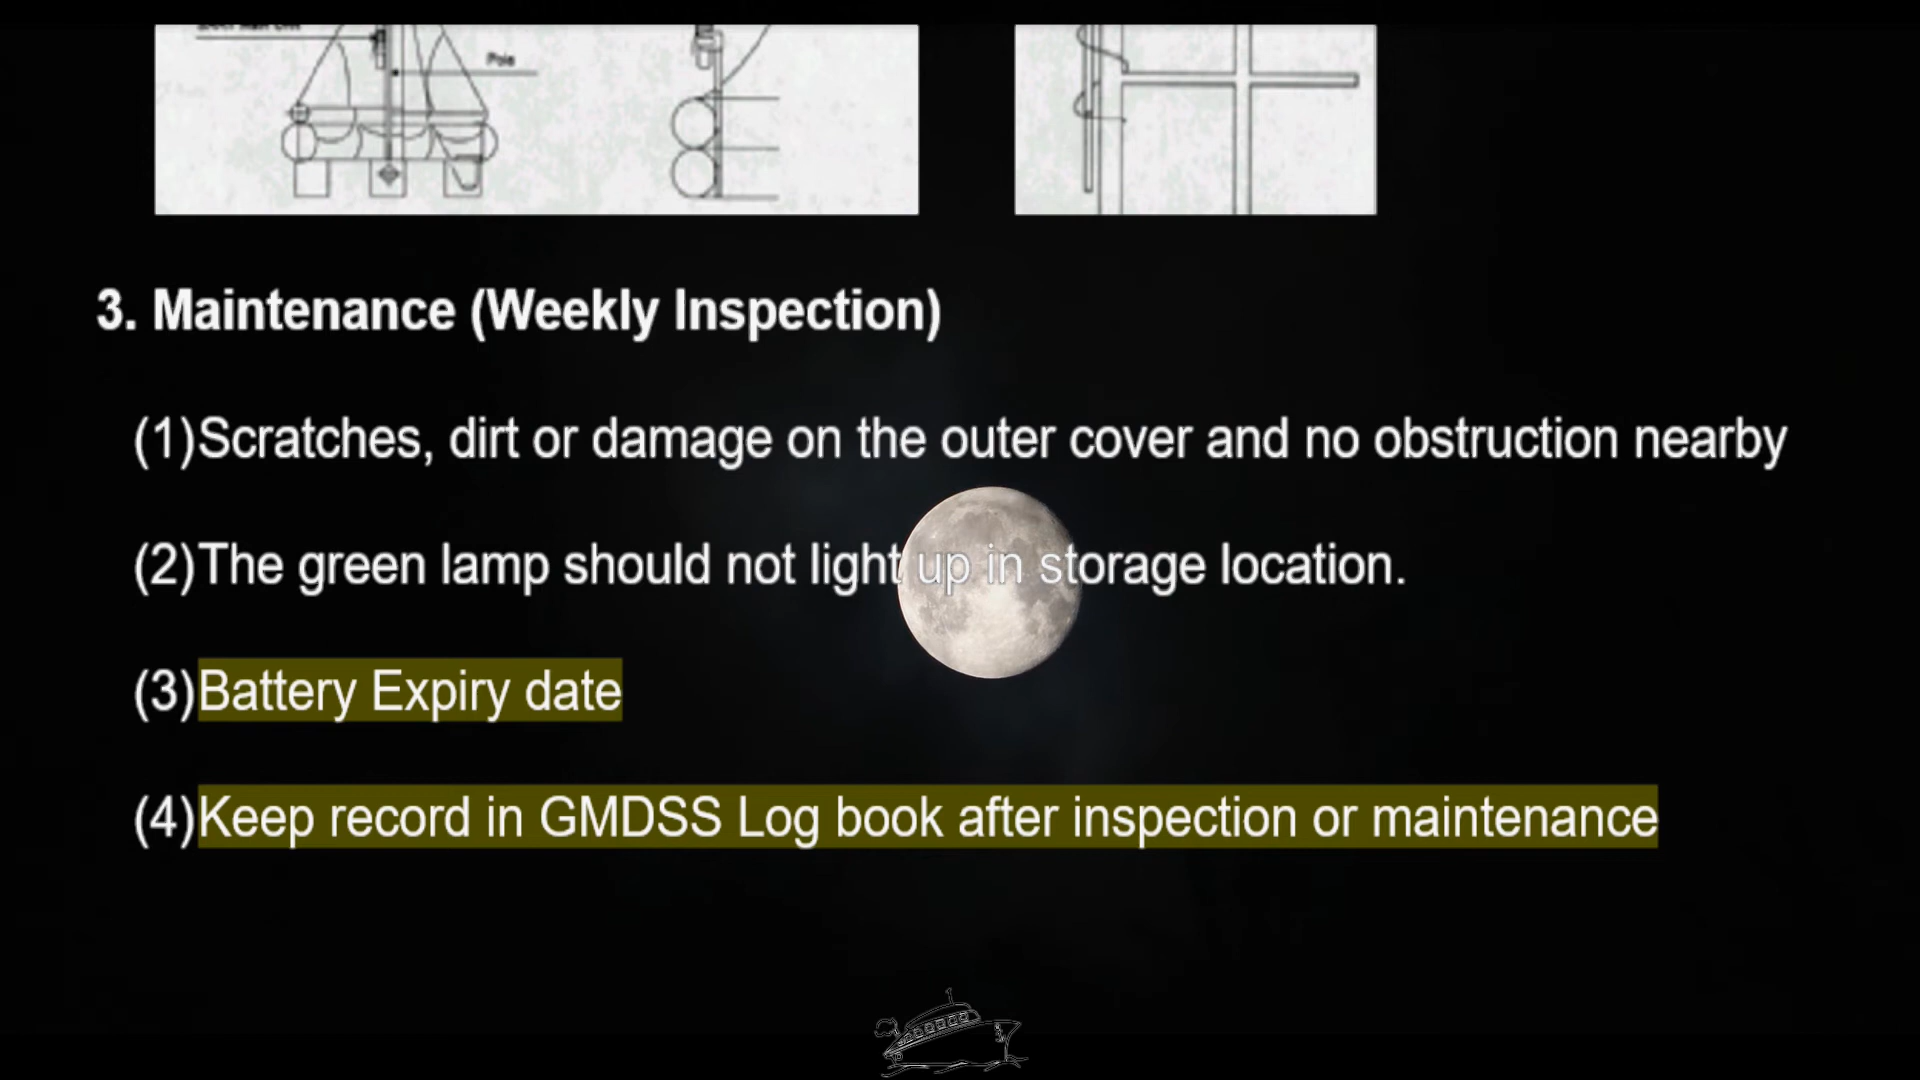 Pole
3. Maintenance (Weekly Inspection)
(1)Scratches, dirt or damage on the outer cover and no obstruction nearby
(2)The green lamp should not light up in storage location.
(3)Battery Expiry date
(4)Keep record in GMDSS Log book after inspection or maintenance